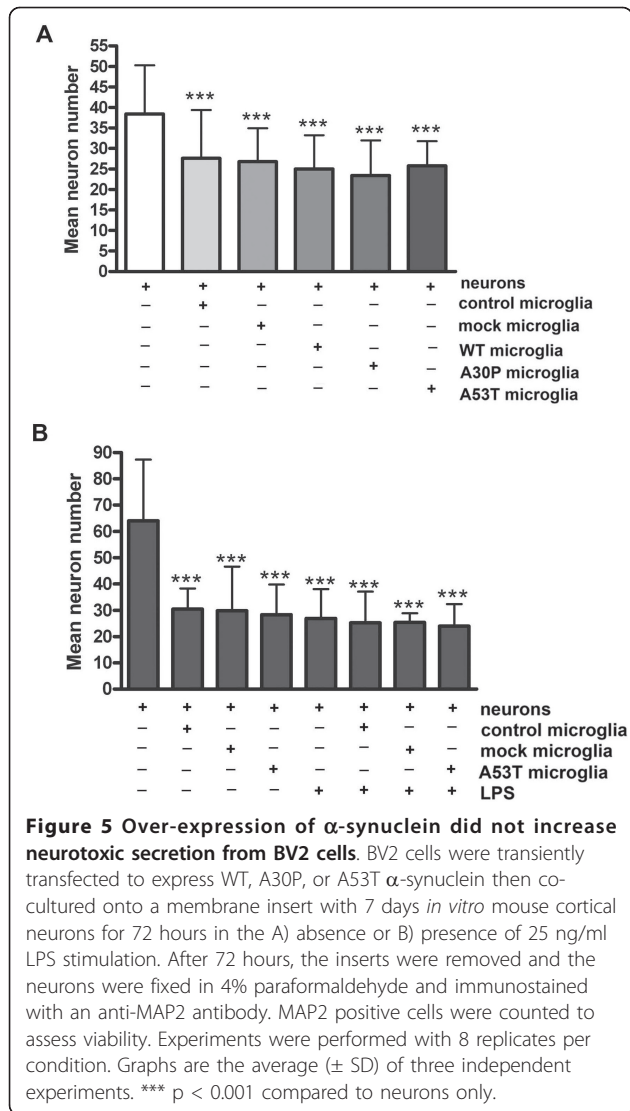 A
Mean neuron number
55
50
45
40
35
30
25
20
15
10
5
0
*** *** *** *** ***
+ + + + + + neurons
– + – – – – control microglia
– – + – – – mock microglia
– – – + – – WT microglia
– – – – + – A30P microglia
– – – – – + A53T microglia
B
Mean neuron number
90
80
70
60
50
40
30
20
10
0
*** *** *** *** *** *** ***
+ + + + + + + + neurons
– + – – – + – – control microglia
– – + – – – + – mock microglia
– – – + – – – + A53T microglia
– – – – + + + + LPS
Figure 5 Over-expression of α-synuclein did not increase
neurotoxic secretion from BV2 cells. BV2 cells were transiently
transfected to express WT, A30P, or A53T α-synuclein then co-
cultured onto a membrane insert with 7 days in vitro mouse cortical
neurons for 72 hours in the A) absence or B) presence of 25 ng/ml
LPS stimulation. After 72 hours, the inserts were removed and the
neurons were fixed in 4% paraformaldehyde and immunostained
with an anti-MAP2 antibody. MAP2 positive cells were counted to
assess viability. Experiments were performed with 8 replicates per
condition. Graphs are the average (± SD) of three independent
experiments. *** p < 0.001 compared to neurons only.